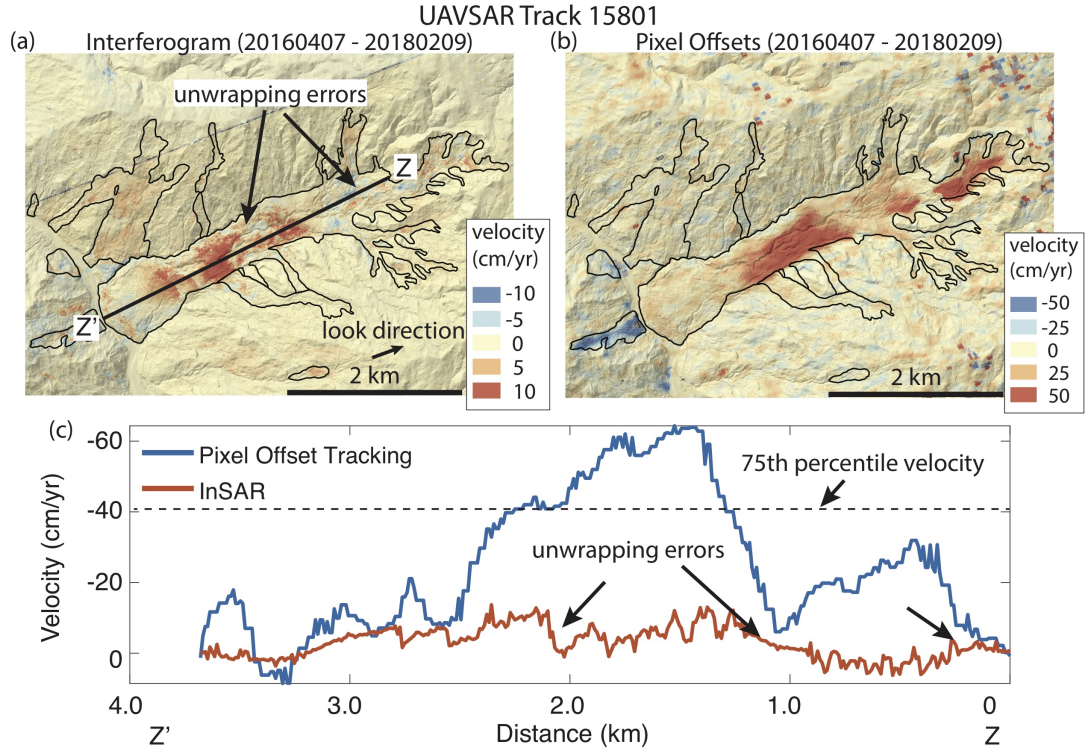 UAVSAR Track 15801
(a)
Interferogram (20160407 - 20180209)
unwrapping errors
Z
Z'
look direction
2 km
velocity
(cm/yr)
-10
-5
0
5
10
(b)
Pixel Offsets (20160407 - 20180209)
2 km
velocity
(cm/yr)
-50
-25
0
25
50
(c)
Pixel Offset Tracking
InSAR
75th percentile velocity
unwrapping errors
Velocity (cm/yr)
-60
-40
-20
0
4.0
3.0
2.0
1.0
0
Z'
Distance (km)
Z